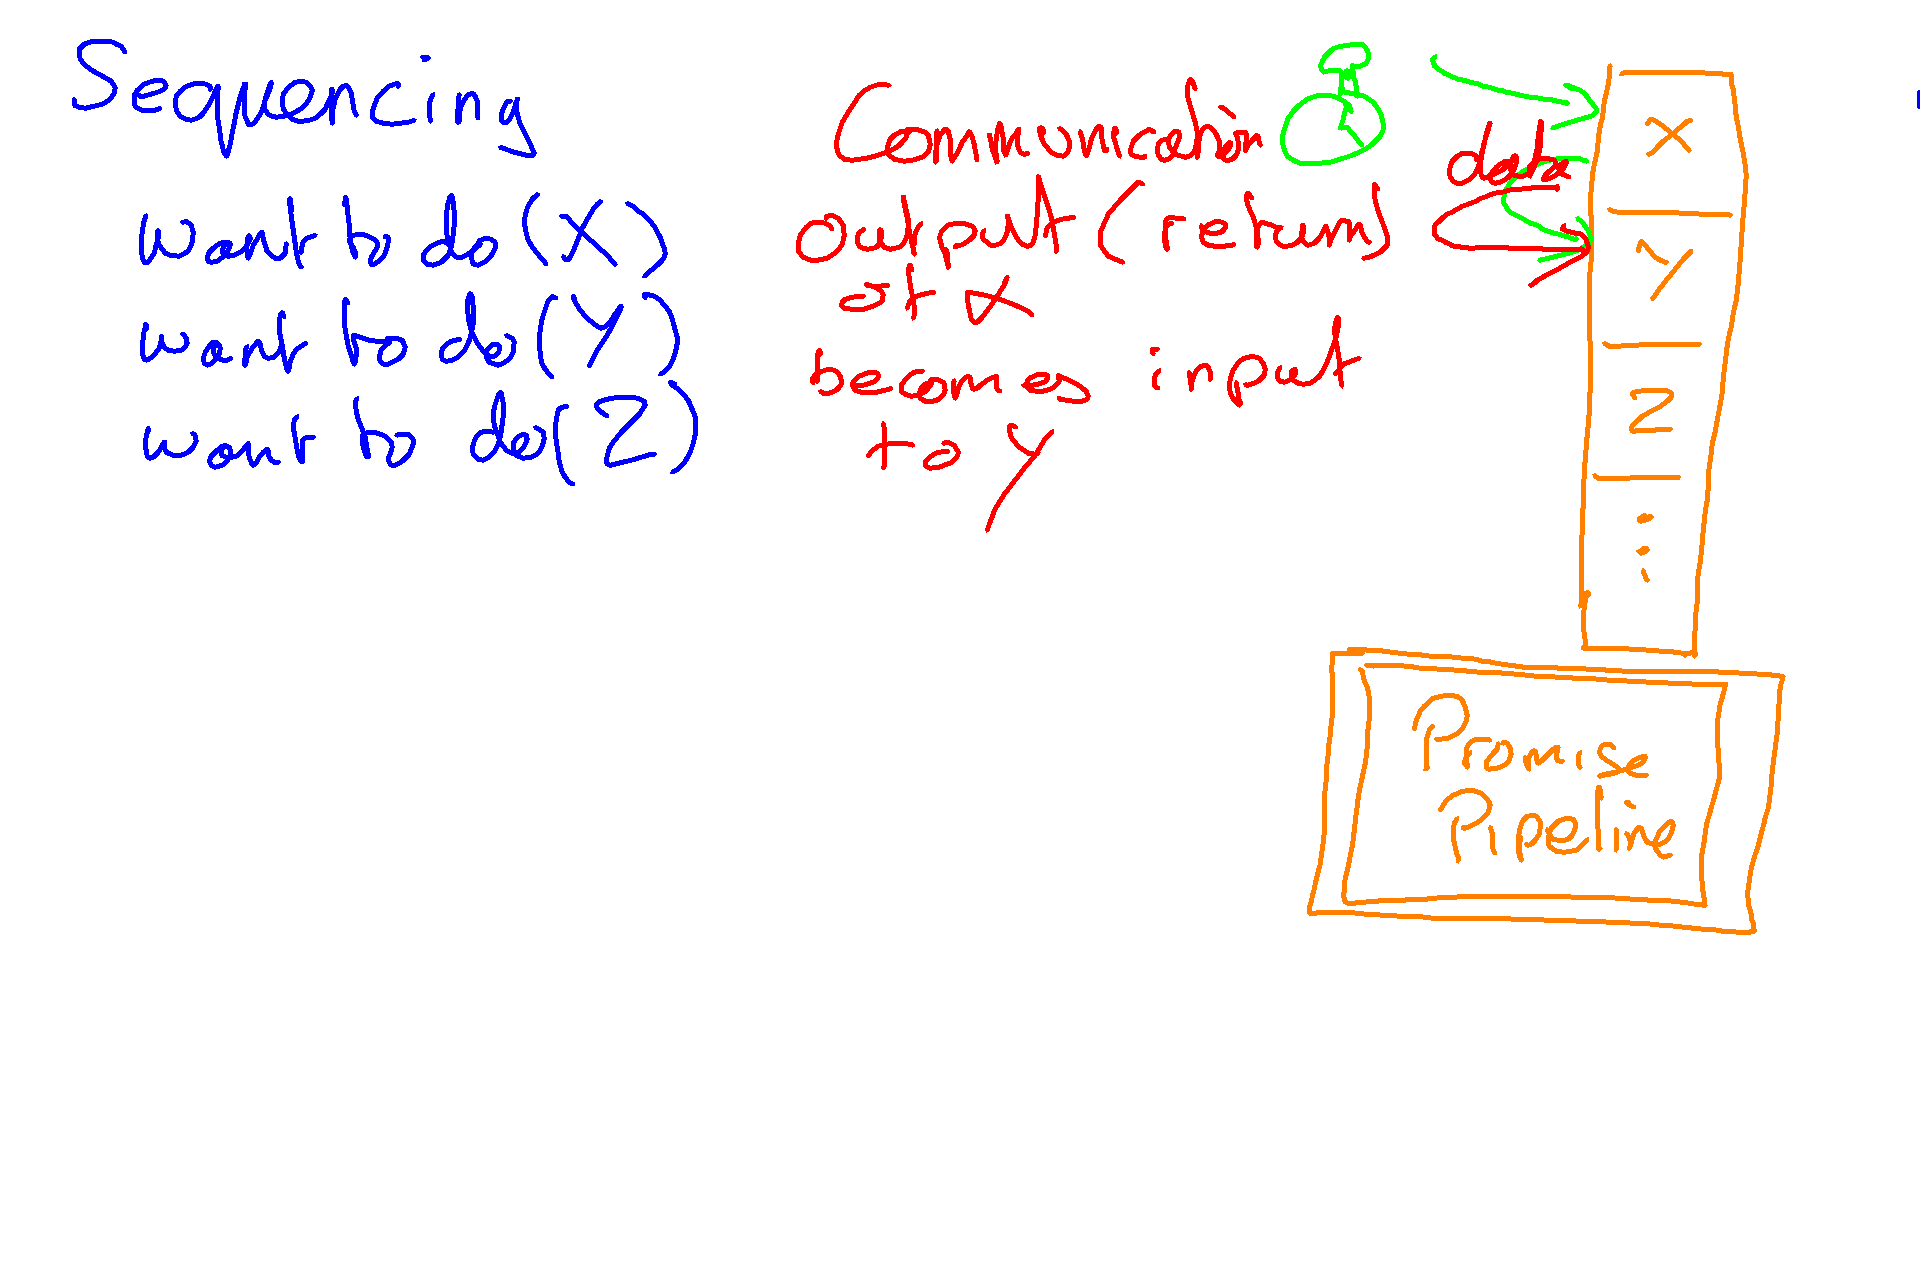 Sequencing
want to do (X)
want to do (Y)
want to do (Z)
Communication
output (return)
of X
becomes input
to Y
data
X
Y
Z
⋮
Promise
Pipeline